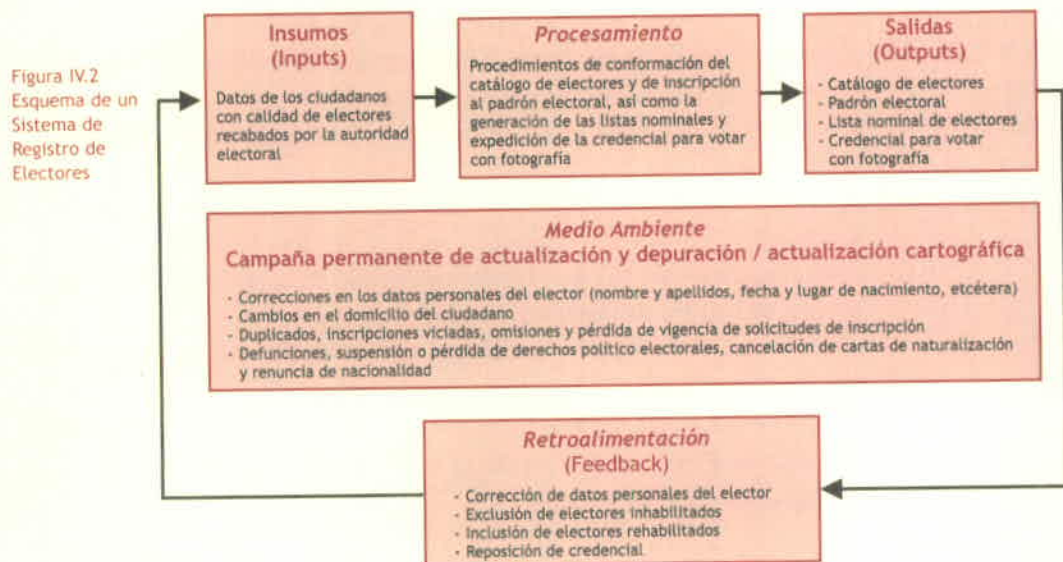 Figura IV.2
Esquema de un
Sistema de
Registro de
Electores
Insumos
(Inputs)
Datos de los ciudadanos
con calidad de electores
recabados por la autoridad
electoral
Procesamiento
Procedimientos de conformación del
catálogo de electores y de inscripción
al padrón electoral, así como la
generación de las listas nominales y
expedición de la credencial para votar
con fotografía
Salidas
(Outputs)
- Catálogo de electores
- Padrón electoral
- Lista nominal de electores
- Credencial para votar
con fotografía
Medio Ambiente
Campaña permanente de actualización y depuración / actualización cartográfica
- Correcciones en los datos personales del elector (nombre y apellidos, fecha y lugar de nacimiento, etcétera)
- Cambios en el domicilio del ciudadano
- Duplicados, inscripciones viciadas, omisiones y pérdida de vigencia de solicitudes de inscripción
- Defunciones, suspensión o pérdida de derechos político electorales, cancelación de cartas de naturalización
y renuncia de nacionalidad
Retroalimentación
(Feedback)
- Corrección de datos personales del elector
- Exclusión de electores inhabilitados
- Inclusión de electores rehabilitados
- Reposición de credencial